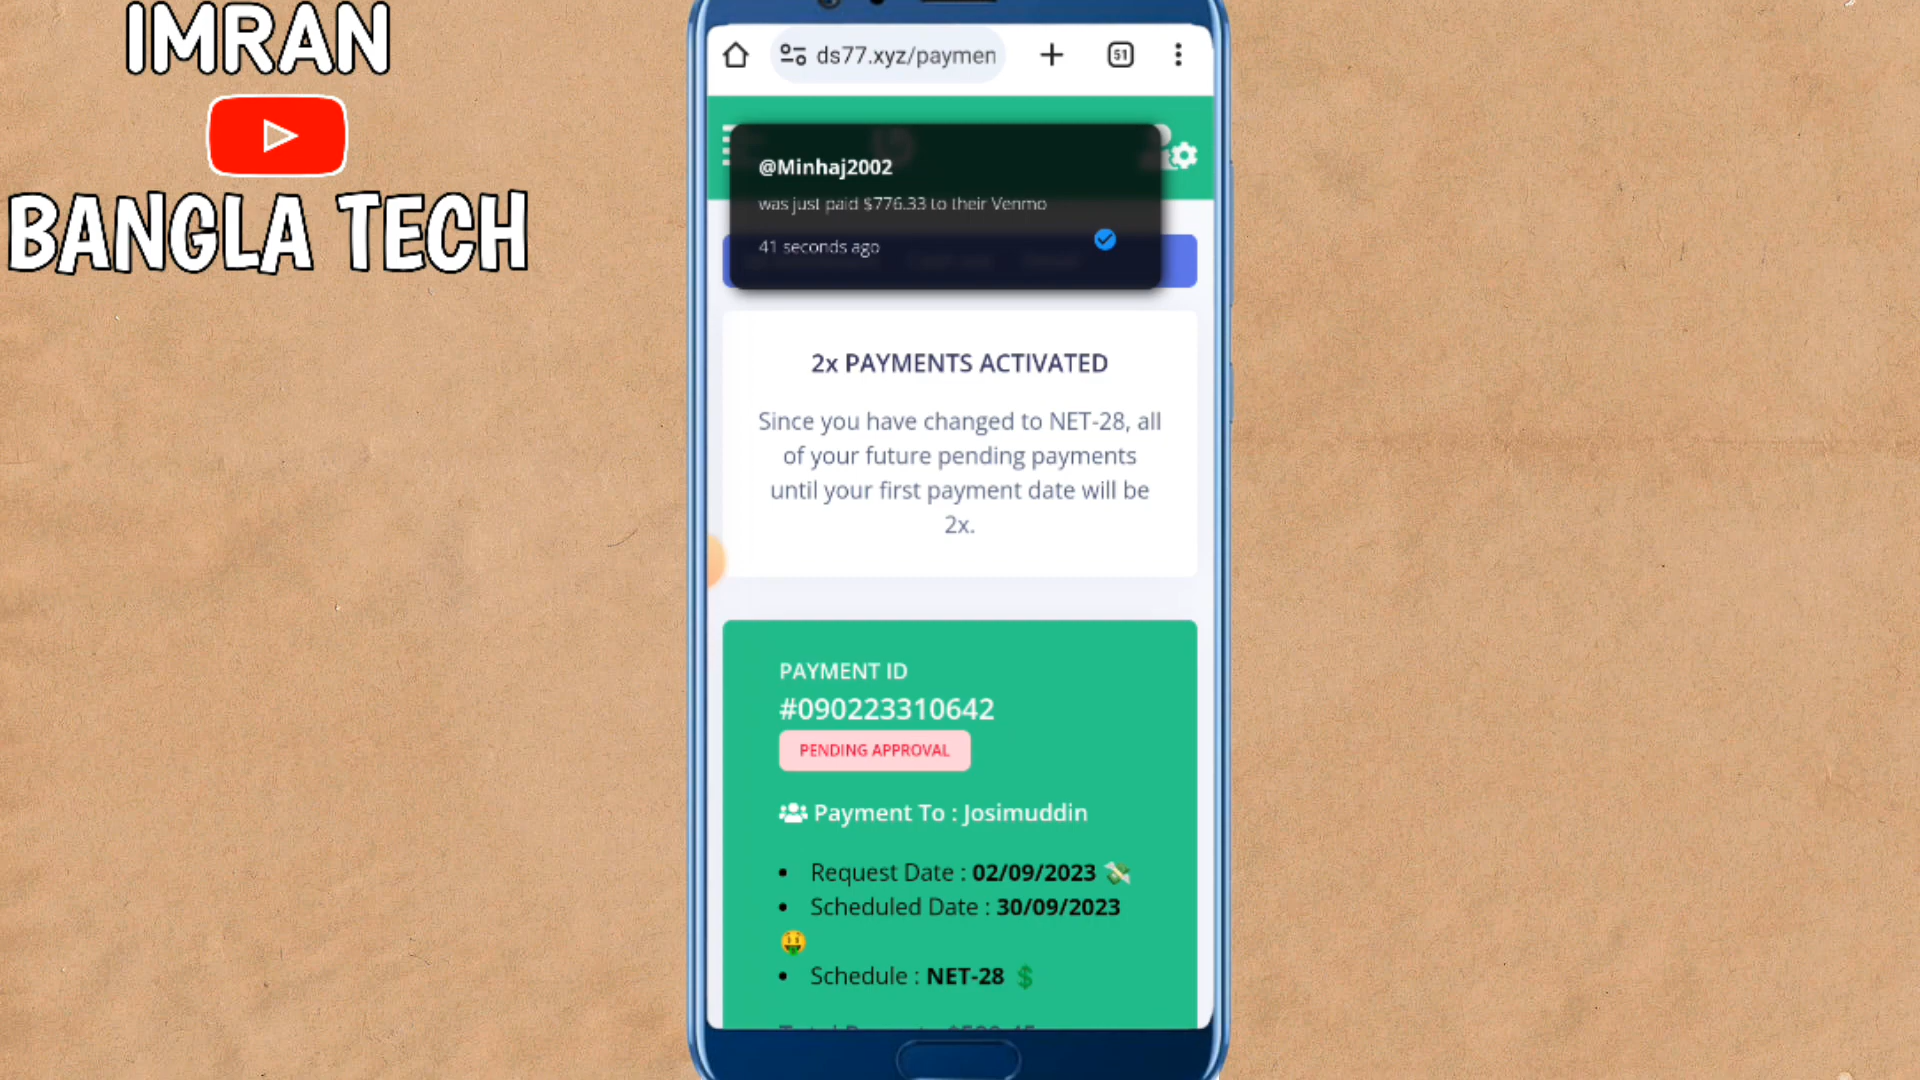 IMRAN
BANGLA TECH
ds77.xyz/paymen
51
@Minhaj2002
was just paid $776.33 to their Venmo
41 seconds ago
2x PAYMENTS ACTIVATED
Since you have changed to NET-28, all
of your future pending payments
until your first payment date will be
2x.
PAYMENT ID
#090223310642
PENDING APPROVAL
Payment To : Josimuddin
Request Date : 02/09/2023
Scheduled Date : 30/09/2023
Schedule : NET-28